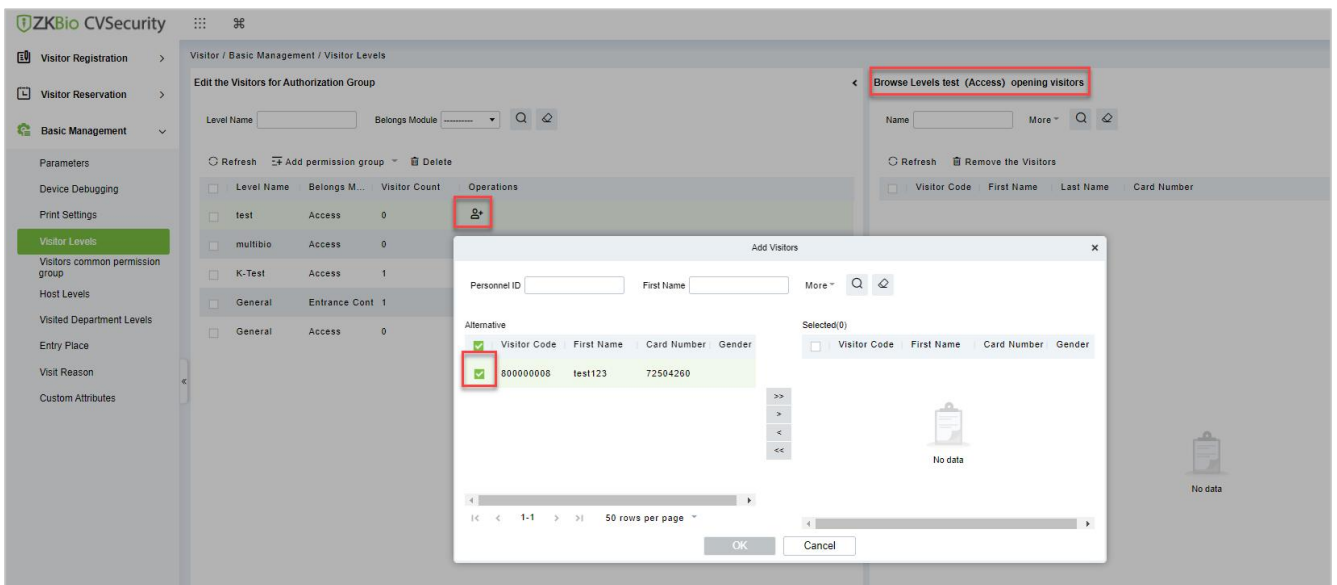 ZKBio CVSecurity
Visitor Registration
Visitor Reservation
Basic Management
Parameters
Device Debugging
Print Settings
Visitor Levels
Visitors common permission
group
Host Levels
Visited Department Levels
Entry Place
Visit Reason
Custom Attributes
Visitor / Basic Management / Visitor Levels
Edit the Visitors for Authorization Group
Level Name
Belongs Module ----------
Refresh Add permission group Delete
Level Name Belongs M... Visitor Count Operations
test Access 0
multibio Access 0
K-Test Access 1
General Entrance Cont 1
General Access 0
Browse Levels test (Access) opening visitors
Name More
Refresh Remove the Visitors
Visitor Code First Name Last Name Card Number
No data
Add Visitors
Personnel ID First Name More
Alternative
Visitor Code First Name Card Number Gender
800000008 test123 72504260
>>
>
<
<<
1-1 50 rows per page
Selected(0)
Visitor Code First Name Card Number Gender
No data
OK Cancel